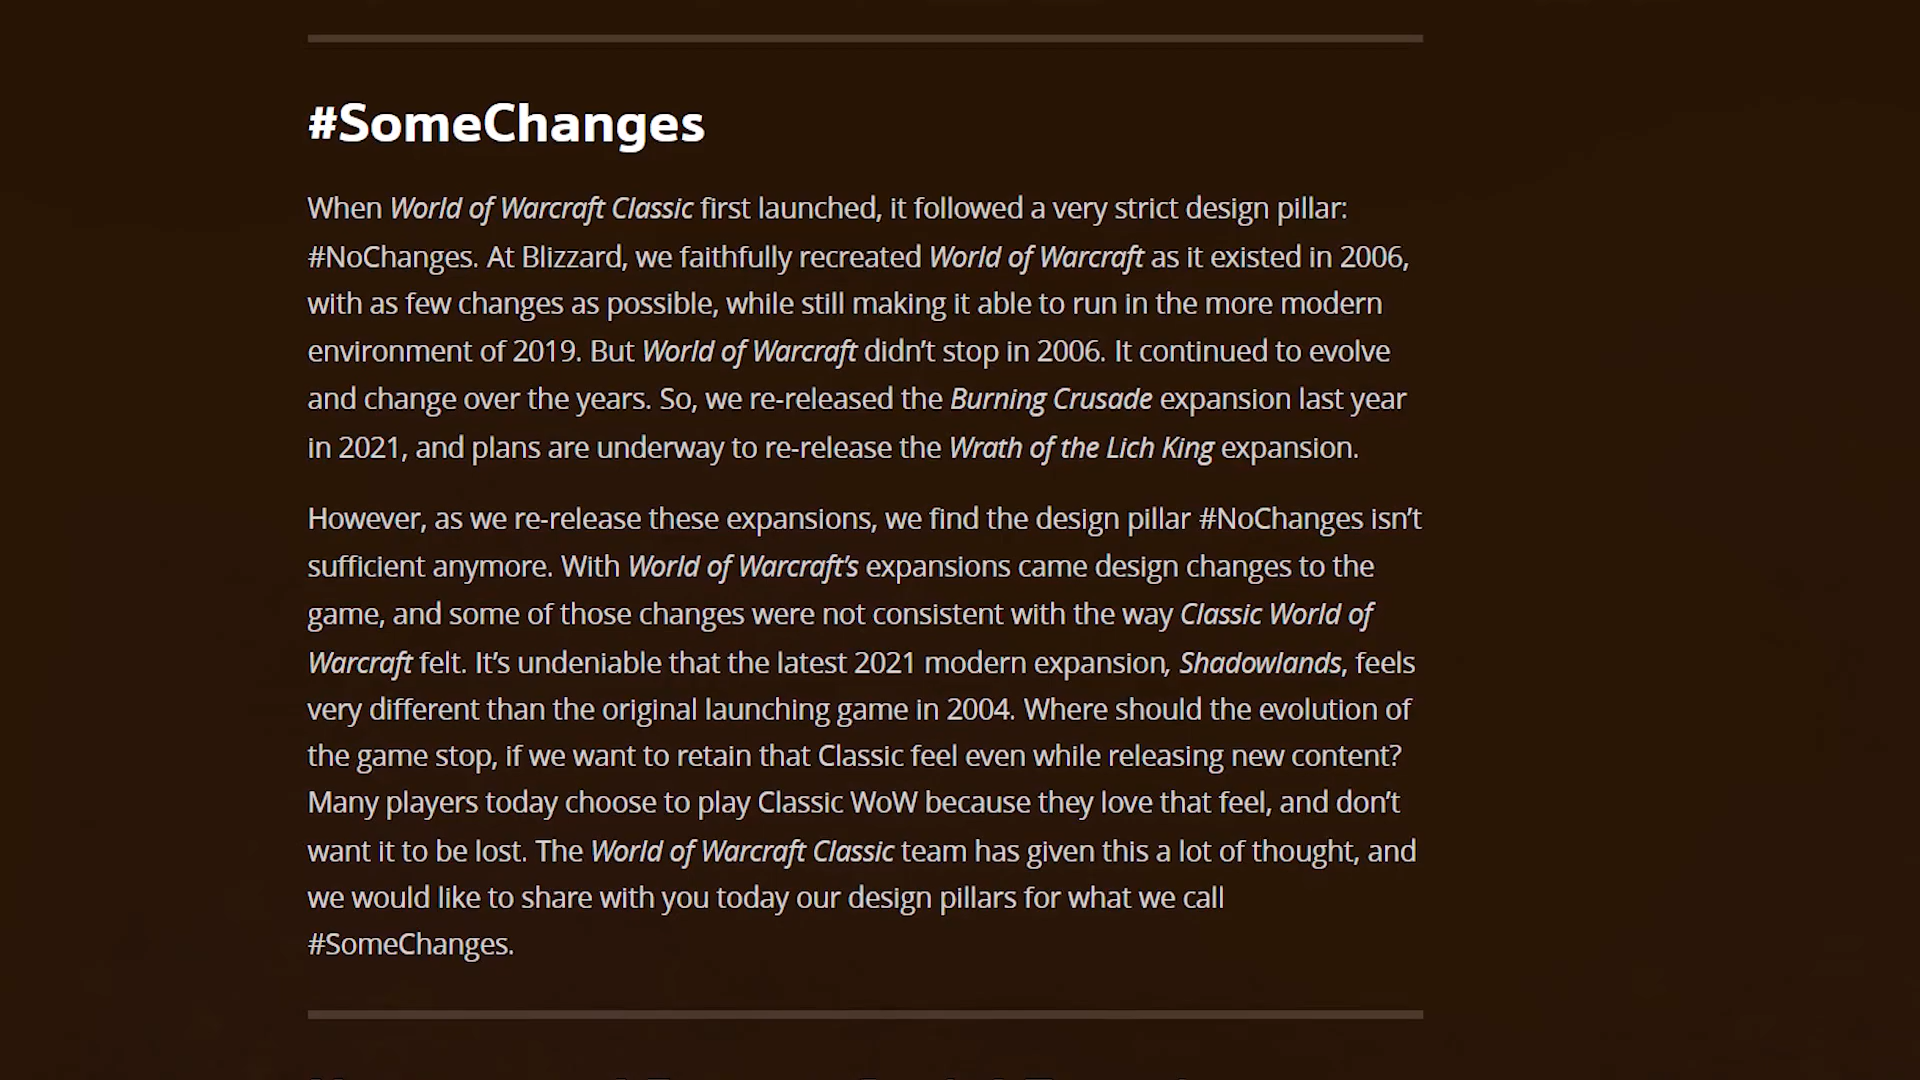 #SomeChanges
When World of Warcraft Classic first launched, it followed a very strict design pillar:
#NoChanges. At Blizzard, we faithfully recreated World of Warcraft as it existed in 2006,
with as few changes as possible, while still making it able to run in the more modern
environment of 2019. But World of Warcraft didn’t stop in 2006. It continued to evolve
and change over the years. So, we re-released the Burning Crusade expansion last year
in 2021, and plans are underway to re-release the Wrath of the Lich King expansion.
However, as we re-release these expansions, we find the design pillar #NoChanges isn’t
sufficient anymore. With World of Warcraft’s expansions came design changes to the
game, and some of those changes were not consistent with the way Classic World of
Warcraft felt. It’s undeniable that the latest 2021 modern expansion, Shadowlands, feels
very different than the original launching game in 2004. Where should the evolution of
the game stop, if we want to retain that Classic feel even while releasing new content?
Many players today choose to play Classic WoW because they love that feel, and don’t
want it to be lost. The World of Warcraft Classic team has given this a lot of thought, and
we would like to share with you today our design pillars for what we call
#SomeChanges.